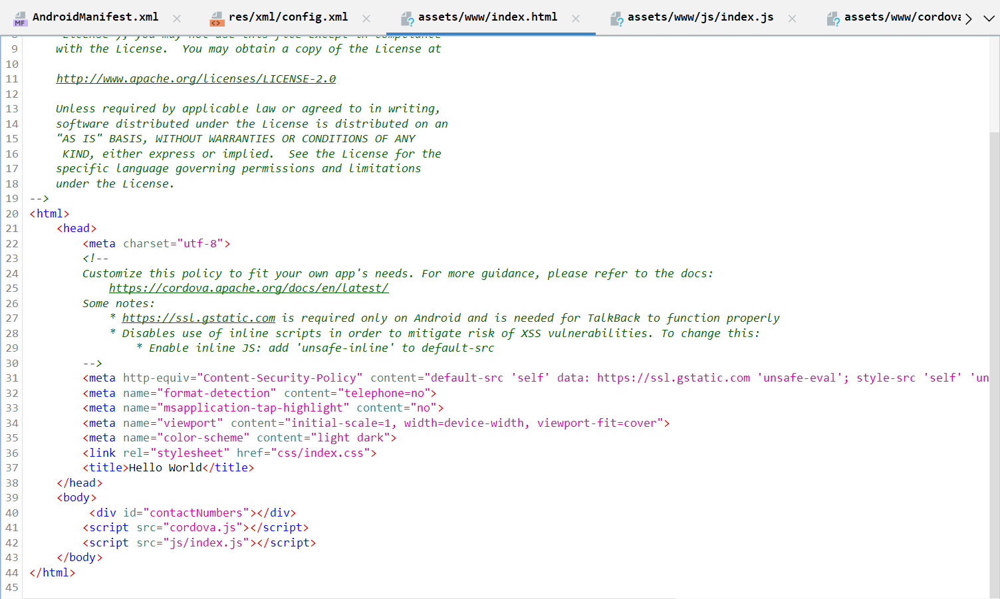 AndroidManifest.xml × res/xml/config.xml × assets/www/index.html × assets/www/js/index.js × assets/www/cordova
8 "License"); you may not use this file except in compliance
9 with the License.  You may obtain a copy of the License at
10
11 http://www.apache.org/licenses/LICENSE-2.0
12
13 Unless required by applicable law or agreed to in writing,
14 software distributed under the License is distributed on an
15 "AS IS" BASIS, WITHOUT WARRANTIES OR CONDITIONS OF ANY
16 KIND, either express or implied.  See the License for the
17 specific language governing permissions and limitations
18 under the License.
19 -->
20 <html>
21 <head>
22 <meta charset="utf-8">
23 <!--
24 Customize this policy to fit your own app's needs. For more guidance, please refer to the docs:
25 https://cordova.apache.org/docs/en/latest/
26 Some notes:
27 * https://ssl.gstatic.com is required only on Android and is needed for TalkBack to function properly
28 * Disables use of inline scripts in order to mitigate risk of XSS vulnerabilities. To change this:
29 * Enable inline JS: add 'unsafe-inline' to default-src
30 -->
31 <meta http-equiv="Content-Security-Policy" content="default-src 'self' data: https://ssl.gstatic.com 'unsafe-eval'; style-src 'self' 'un
32 <meta name="format-detection" content="telephone=no">
33 <meta name="msapplication-tap-highlight" content="no">
34 <meta name="viewport" content="initial-scale=1, width=device-width, viewport-fit=cover">
35 <meta name="color-scheme" content="light dark">
36 <link rel="stylesheet" href="css/index.css">
37 <title>Hello World</title>
38 </head>
39 <body>
40 <div id="contactNumbers"></div>
41 <script src="cordova.js"></script>
42 <script src="js/index.js"></script>
43 </body>
44 </html>
45